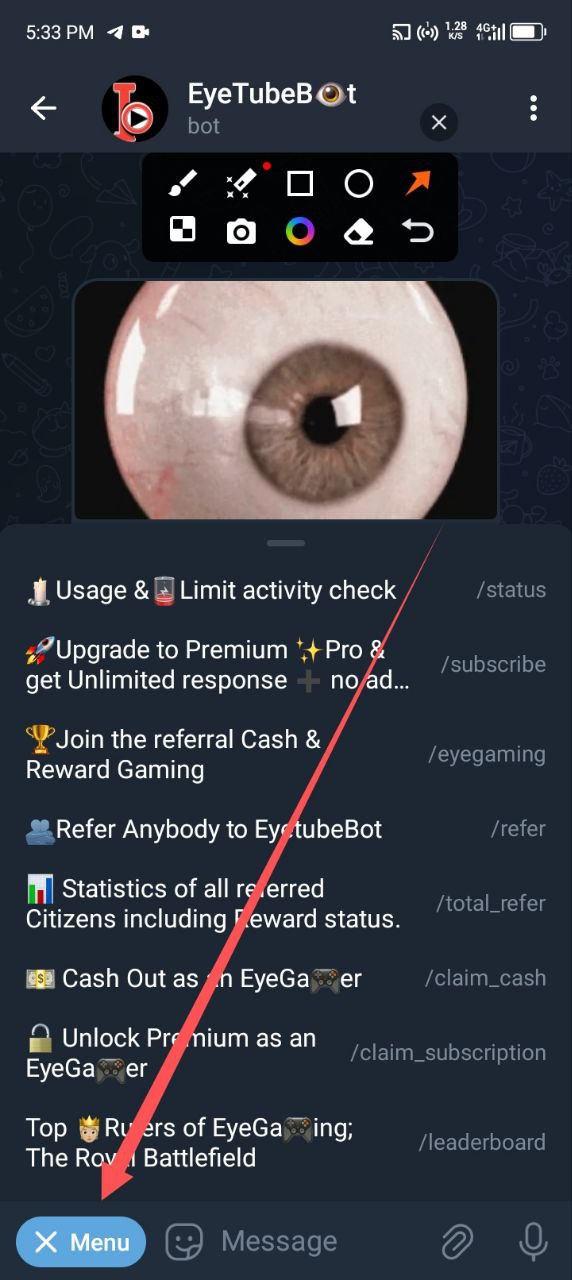 5:33 PM
1.28
K/S
4G+
EyeTubeB👁️t
bot
🕯️Usage &🪫Limit activity check
/status
🚀Upgrade to Premium ✨Pro &
get Unlimited response ➕ no ad...
/subscribe
🏆Join the referral Cash &
Reward Gaming
/eyegaming
🫂Refer Anybody to EyetubeBot
/refer
📊 Statistics of all referred
Citizens including Reward status.
/total_refer
💵 Cash Out as an EyeGa🎮er
/claim_cash
🔓 Unlock Premium as an
EyeGa🎮er
/claim_subscription
Top 🤴Rulers of EyeGa🎮ing;
The Royal Battlefield
/leaderboard
Menu
Message